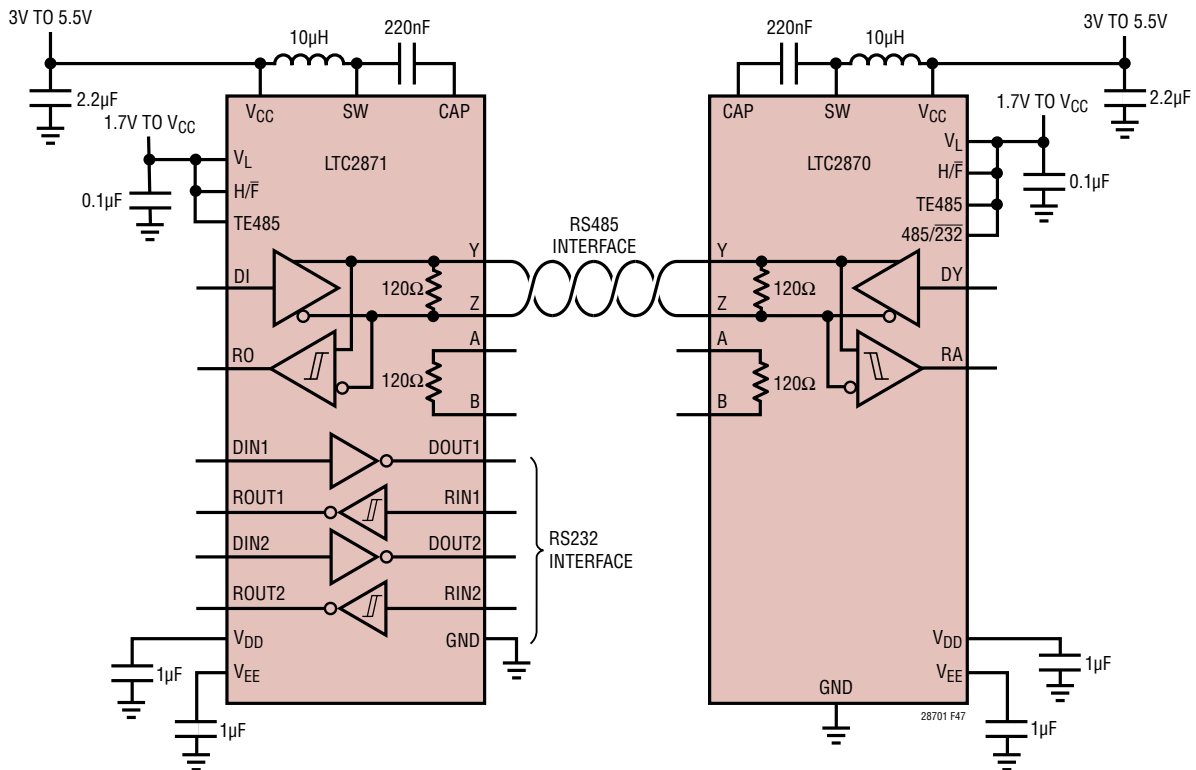 3V TO 5.5V
10µH
220nF
2.2µF
1.7V TO VCC
0.1µF
VCC
SW
CAP
VL
LTC2871
H/F̅
TE485
DI
RO
Y
Z
120Ω
A
B
120Ω
DIN1
DOUT1
ROUT1
RIN1
DIN2
DOUT2
ROUT2
RIN2
VDD
GND
VEE
1µF
1µF
RS485
INTERFACE
RS232
INTERFACE
220nF
10µH
3V TO 5.5V
2.2µF
1.7V TO VCC
0.1µF
CAP
SW
VCC
LTC2870
VL
H/F̅
TE485
485/2̅3̅2̅
Y
Z
120Ω
DY
A
B
120Ω
RA
VDD
VEE
GND
1µF
1µF
28701 F47